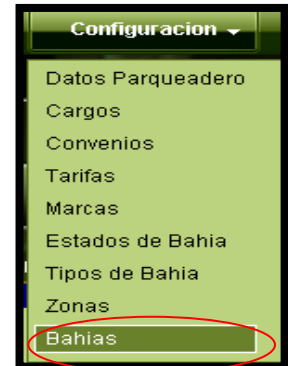 Configuracion
Datos Parqueadero
Cargos
Convenios
Tarifas
Marcas
Estados de Bahia
Tipos de Bahia
Zonas
Bahias